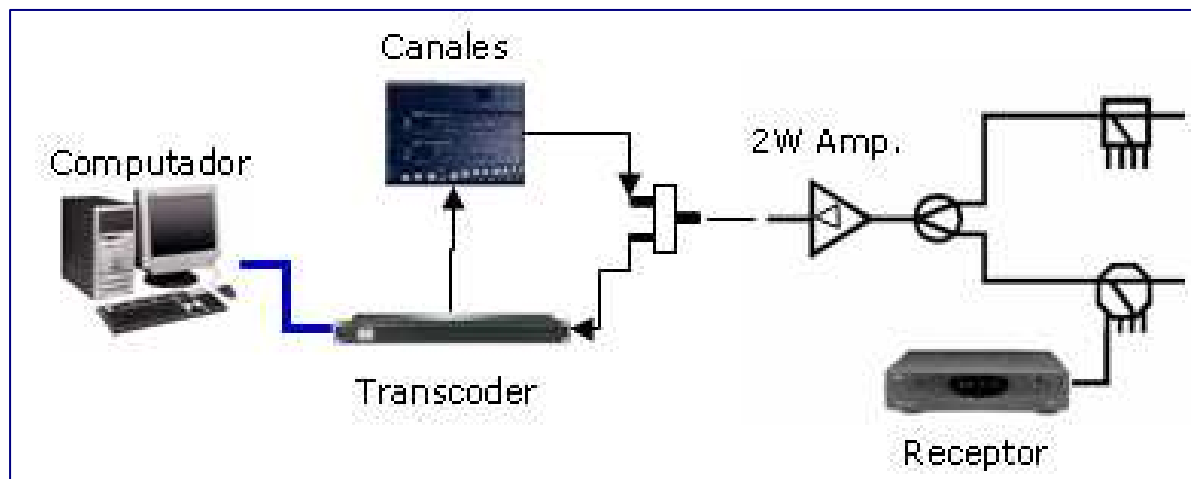 Canales
Computador
2W Amp.
Transcoder
Receptor